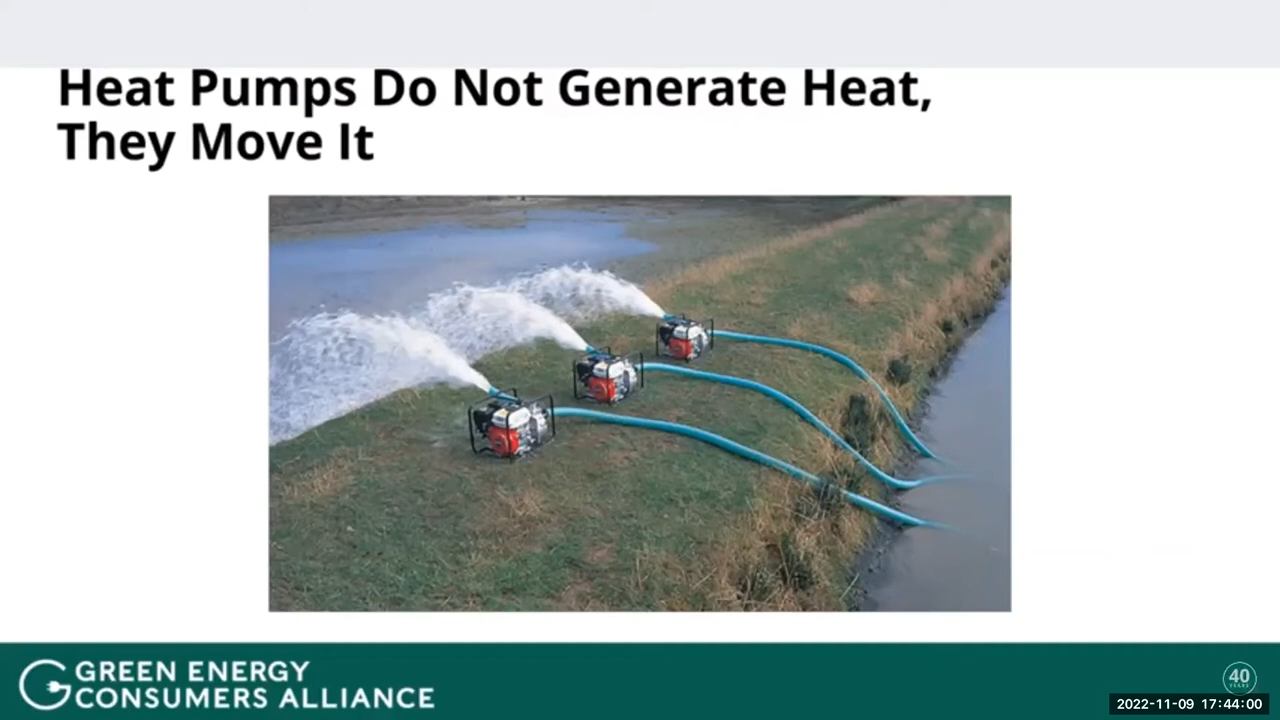 Heat Pumps Do Not Generate Heat,
They Move It
GREEN ENERGY
CONSUMERS ALLIANCE
40
YEARS
2022-11-09 17:44:00